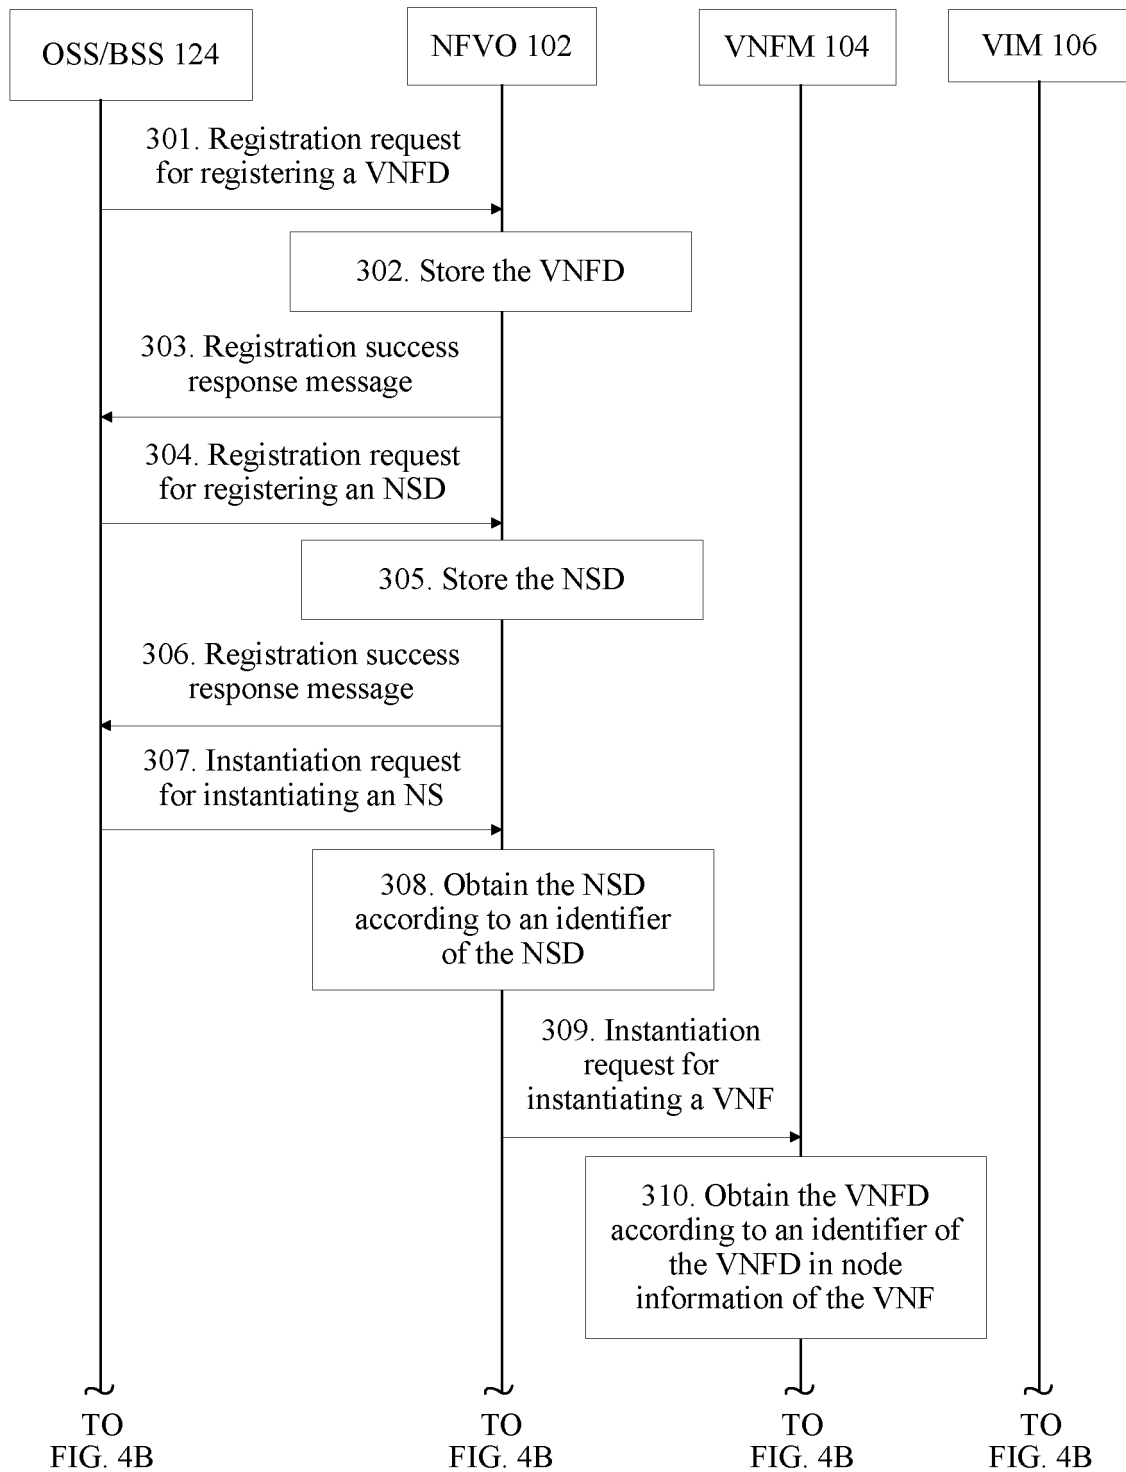 OSS/BSS 124
NFVO 102
VNFM 104
VIM 106
301. Registration request
for registering a VNFD
302. Store the VNFD
303. Registration success
response message
304. Registration request
for registering an NSD
305. Store the NSD
306. Registration success
response message
307. Instantiation request
for instantiating an NS
308. Obtain the NSD
according to an identifier
of the NSD
309. Instantiation
request for
instantiating a VNF
310. Obtain the VNFD
according to an identifier of
the VNFD in node
information of the VNF
TO
FIG. 4B
TO
FIG. 4B
TO
FIG. 4B
TO
FIG. 4B